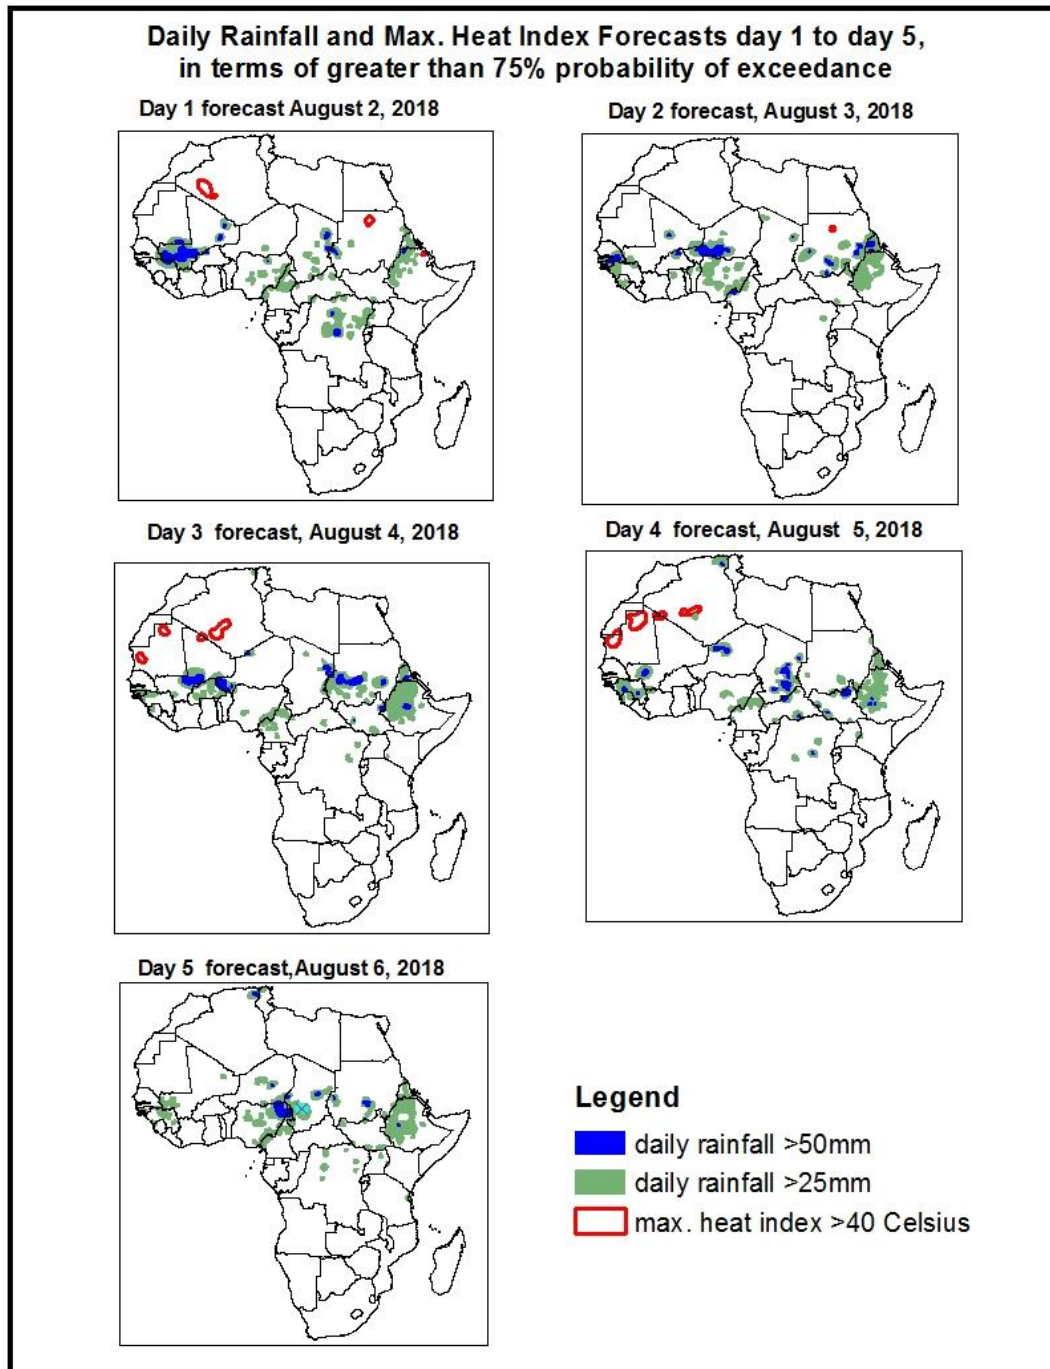 Daily Rainfall and Max. Heat Index Forecasts day 1 to day 5,
in terms of greater than 75% probability of exceedance
Day 1 forecast August 2, 2018
Day 2 forecast, August 3, 2018
Day 3 forecast, August 4, 2018
Day 4 forecast, August 5, 2018
Day 5 forecast,August 6, 2018
Legend
daily rainfall >50mm
daily rainfall >25mm
max. heat index >40 Celsius